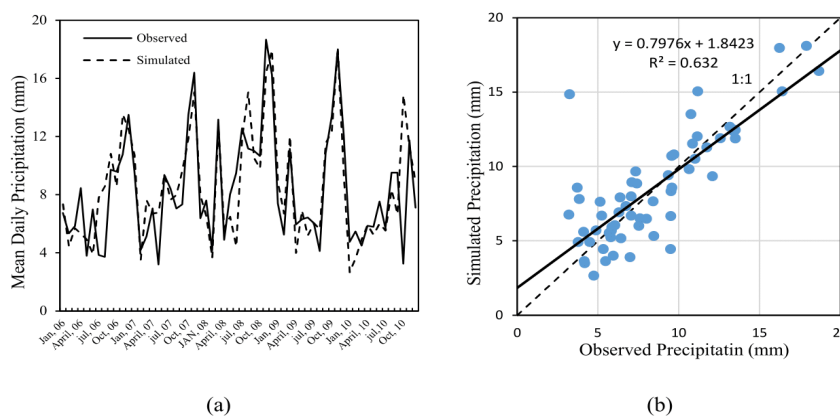 20
16
12
8
4
0
Mean Daily Pricipitation (mm)
Observed
Simulated
Jan, 06
April, 06
jul, 06
Oct, 06
Jan, 07
April, 07
jul, 07
Oct, 07
JAN, 08
April, 08
jul, 08
Oct, 08
Jan, 09
April, 09
jul, 09
Oct, 09
Jan, 10
April, 10
Jul,10
Oct, 10
(a)
20
15
10
5
0
Simulated Precipitation (mm)
y = 0.7976x + 1.8423
R² = 0.632
1:1
0
5
10
15
Observed Precipitatin (mm)
(b)